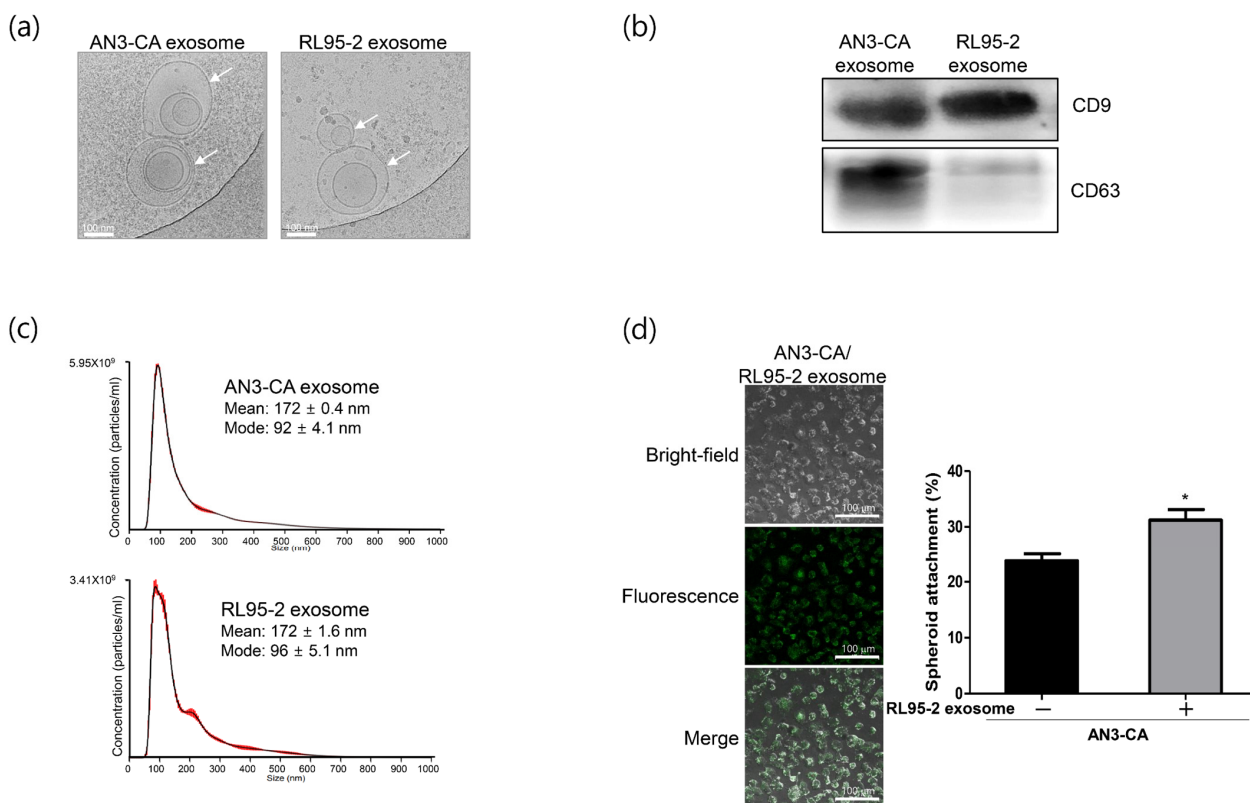 (a)
AN3-CA exosome
RL95-2 exosome
100 nm
100 nm
(b)
AN3-CA
exosome
RL95-2
exosome
CD9
CD63
(c)
5.95X10⁹
Concentration (particles/ml)
AN3-CA exosome
Mean: 172 ± 0.4 nm
Mode: 92 ± 4.1 nm
100 200 300 400 500 600 700 800 900 1000
Size (nm)
3.41X10⁹
Concentration (particles/ml)
RL95-2 exosome
Mean: 172 ± 1.6 nm
Mode: 96 ± 5.1 nm
0 100 200 300 400 500 600 700 800 900 1000
Size (nm)
(d)
AN3-CA/
RL95-2 exosome
Bright-field
100 μm
Fluorescence
100 μm
Merge
100 μm
Spheroid attachment (%)
40
30
20
10
0
*
RL95-2 exosome — +
AN3-CA